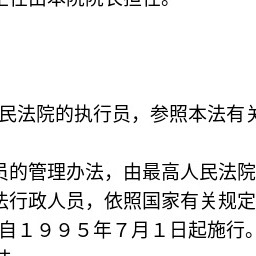 主任由本院院长担任。
民法院的执行员，参照本法有关
员的管理办法，由最高人民法院
法行政人员，依照国家有关规定
自１９９５年７月１日起施行。